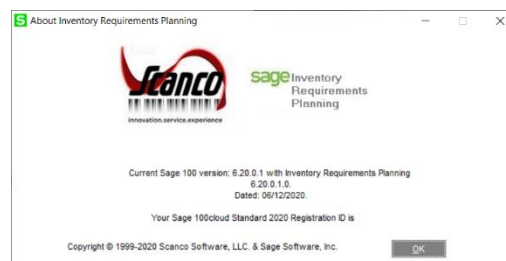 About Inventory Requirements Planning
Scanco
innovation.service.experience
sage Inventory
Requirements
Planning
Current Sage 100 version: 6.20.0.1 with Inventory Requirements Planning
6.20.0.1.0.
Dated: 06/12/2020.
Your Sage 100cloud Standard 2020 Registration ID is
Copyright © 1999-2020 Scanco Software, LLC. & Sage Software, Inc.
OK